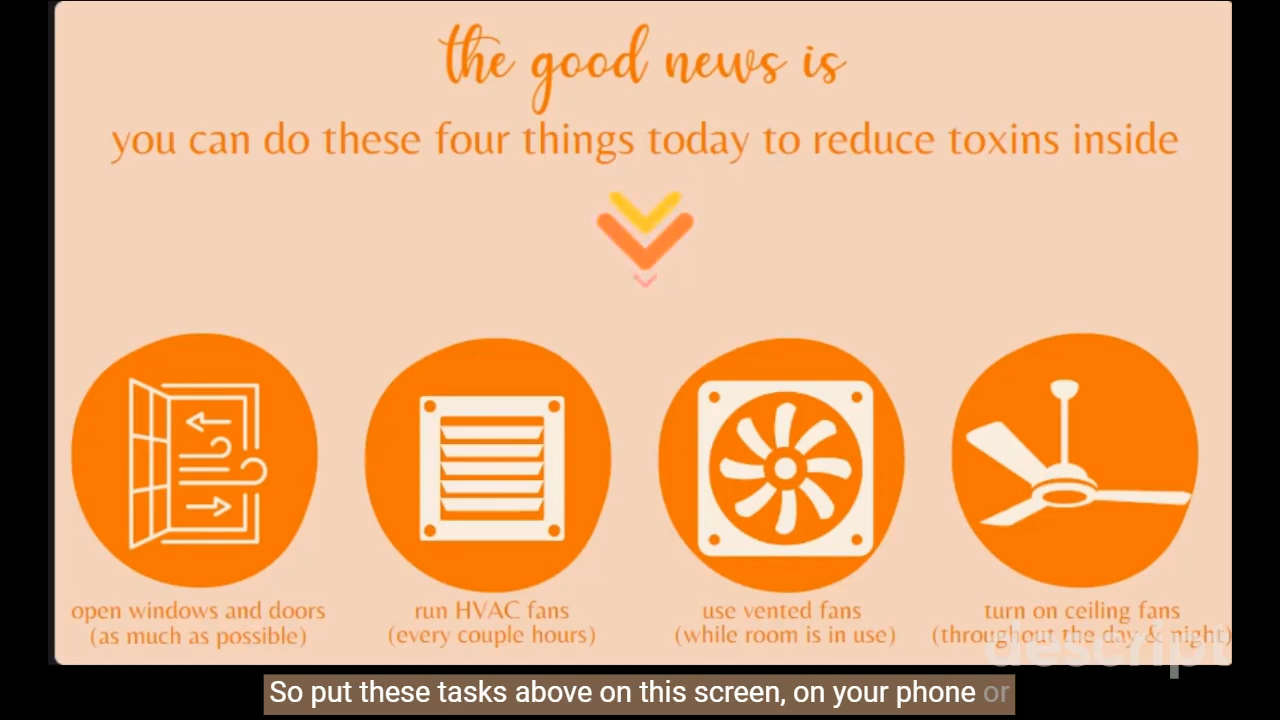 the good news is
you can do these four things today to reduce toxins inside
open windows and doors
(as much as possible)
run HVAC fans
(every couple hours)
use vented fans
(while room is in use)
turn on ceiling fans
(throughout the day & night)
descript
So put these tasks above on this screen, on your phone or